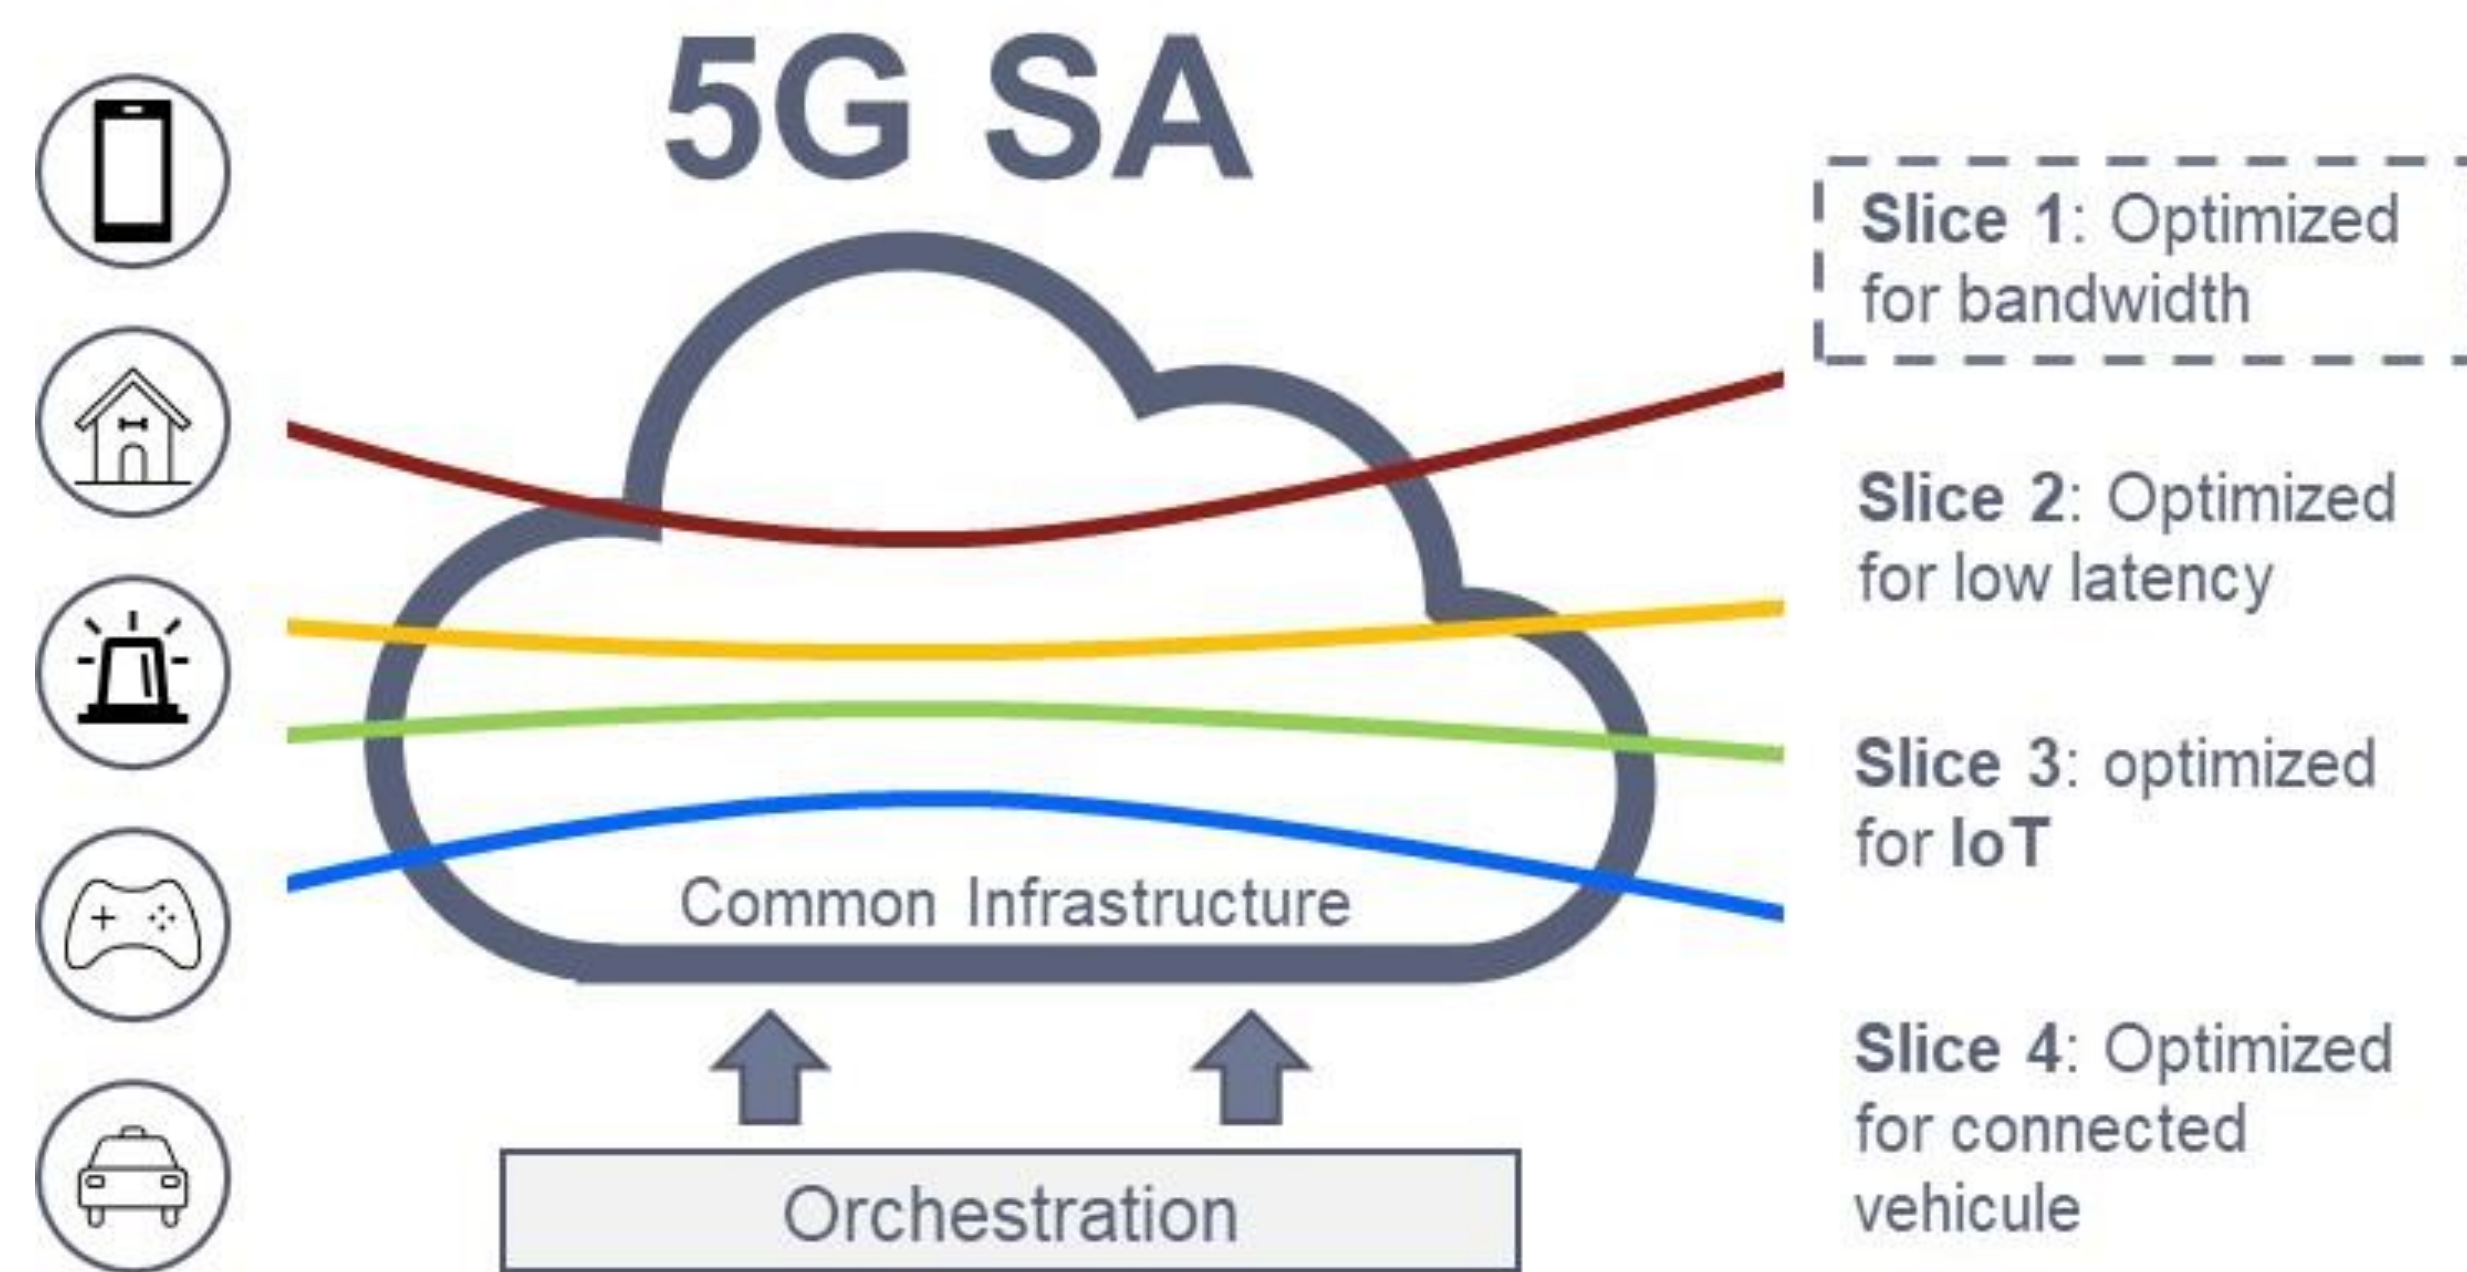 5G SA
Slice 1: Optimized
for bandwidth
Slice 2: Optimized
for low latency
Slice 3: optimized
for IoT
Slice 4: Optimized
for connected
vehicule
Common Infrastructure
Orchestration